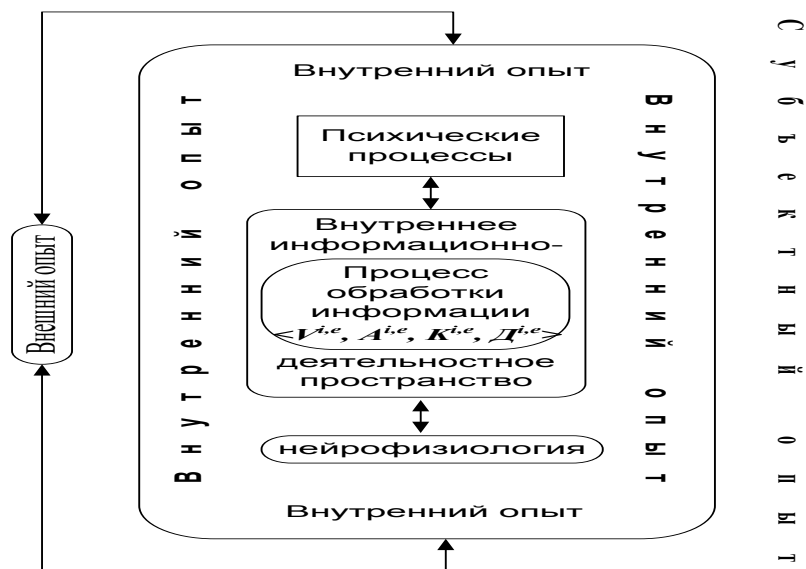 Внутренний опыт
Психические
процессы
Внутреннее
информационно-
Процесс
обработки
информации
<V^i,e, А^i,e, К^i,e, Д^i,e>
деятельностное
пространство
нейрофизиология
Внутренний опыт
Внешний опыт
Внутренний опыт
Внутренний опыт
Субъектный опыт